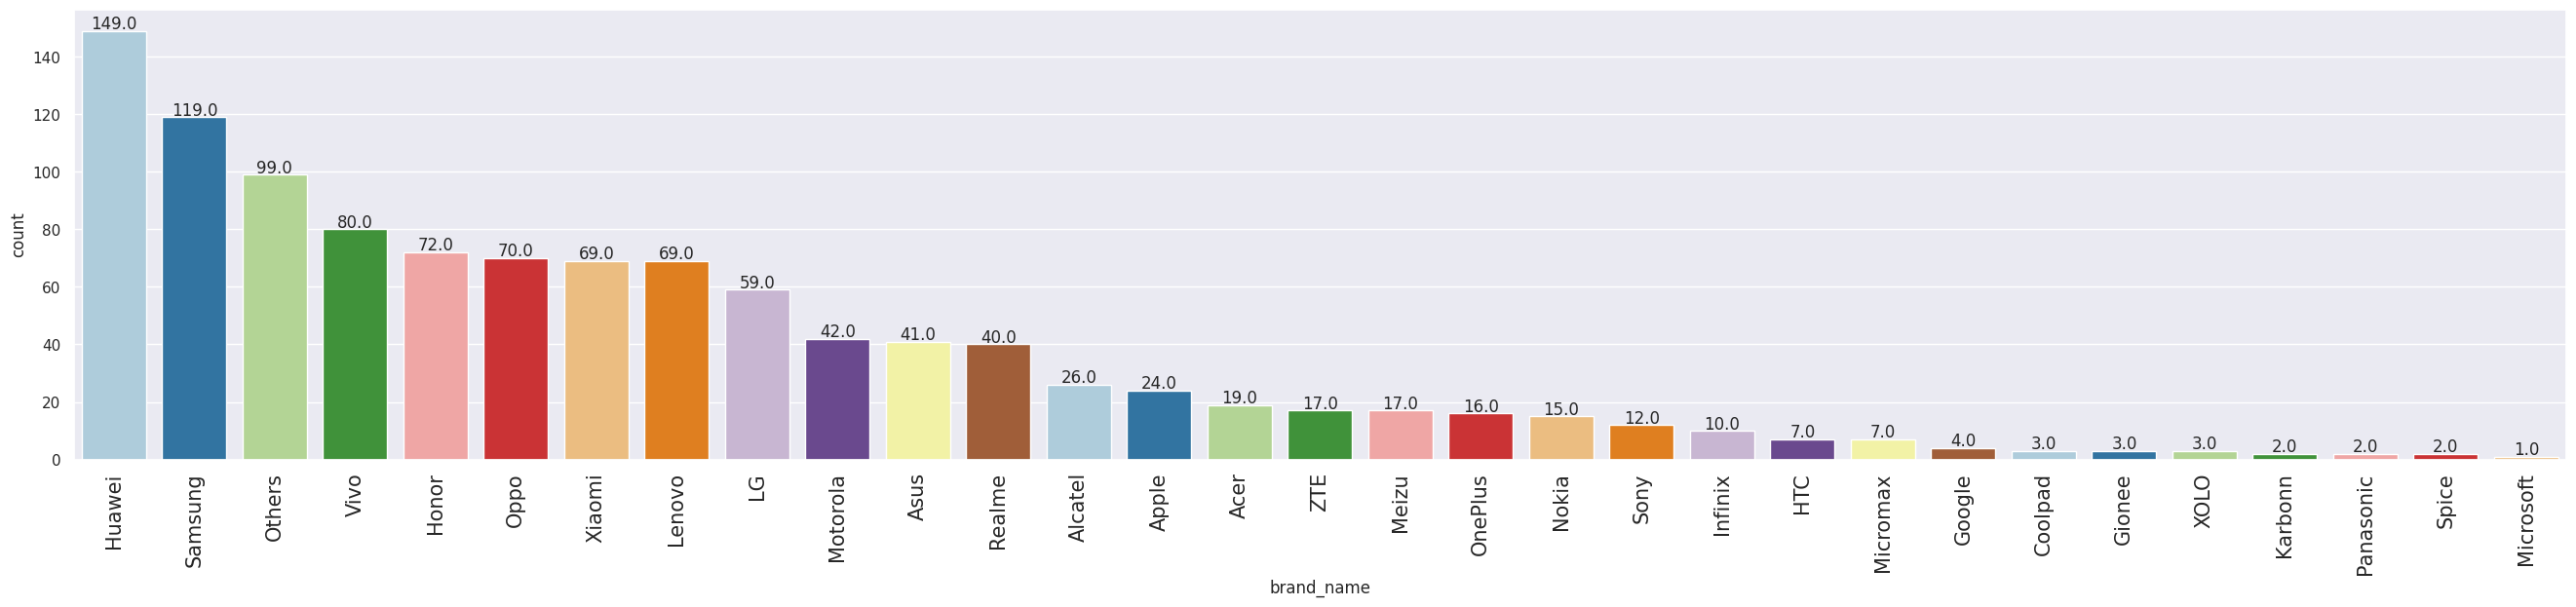 149.0
119.0
99.0
80.0
72.0
70.0
69.0
69.0
59.0
42.0
41.0
40.0
26.0
24.0
19.0
17.0
17.0
16.0
15.0
12.0
10.0
7.0
7.0
4.0
3.0
3.0
3.0
2.0
2.0
2.0
1.0
140
120
100
80
60
40
20
0
count
Huawei
Samsung
Others
Vivo
Honor
Oppo
Xiaomi
Lenovo
LG
Motorola
Asus
Realme
Alcatel
Apple
Acer
ZTE
Meizu
OnePlus
Nokia
Sony
Infinix
HTC
Micromax
Google
Coolpad
Gionee
XOLO
Karbonn
Panasonic
Spice
Microsoft
brand_name